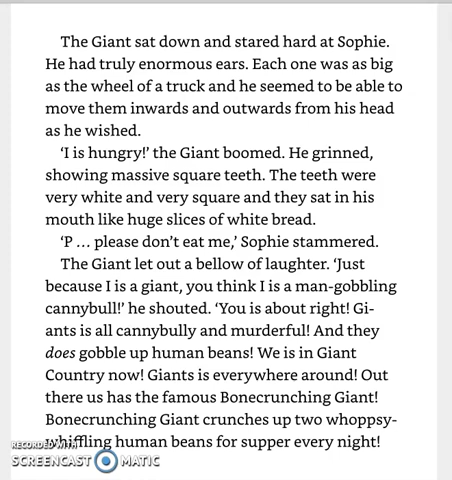 The Giant sat down and stared hard at Sophie.
He had truly enormous ears. Each one was as big
as the wheel of a truck and he seemed to be able to
move them inwards and outwards from his head
as he wished.
‘I is hungry!’ the Giant boomed. He grinned,
showing massive square teeth. The teeth were
very white and very square and they sat in his
mouth like huge slices of white bread.
‘P … please don’t eat me,’ Sophie stammered.
The Giant let out a bellow of laughter. ‘Just
because I is a giant, you think I is a man-gobbling
cannybull!’ he shouted. ‘You is about right! Gi-
ants is all cannybully and murderful! And they
does gobble up human beans! We is in Giant
Country now! Giants is everywhere around! Out
there us has the famous Bonecrunching Giant!
Bonecrunching Giant crunches up two whoppsy-
whiffling human beans for supper every night!
RECORDED WITH
SCREENCAST MATIC